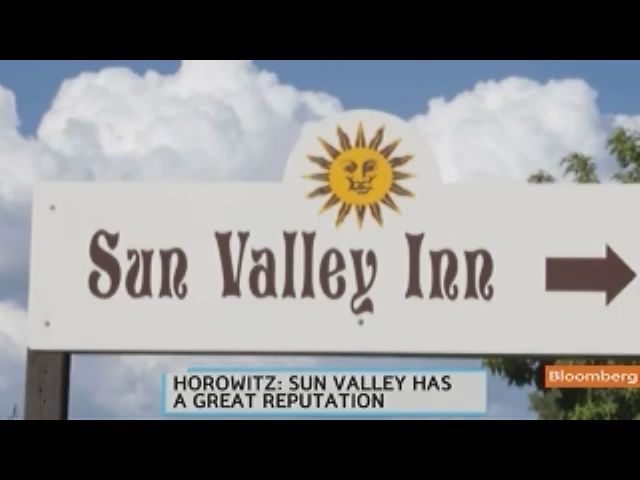 Sun Valley Inn
HOROWITZ: SUN VALLEY HAS
A GREAT REPUTATION
Bloomberg